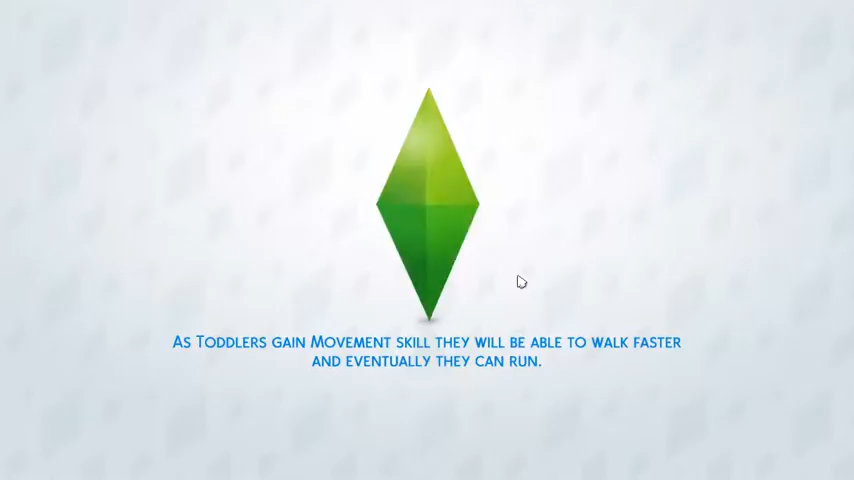 As Toddlers gain Movement skill they will be able to walk faster
and eventually they can run.